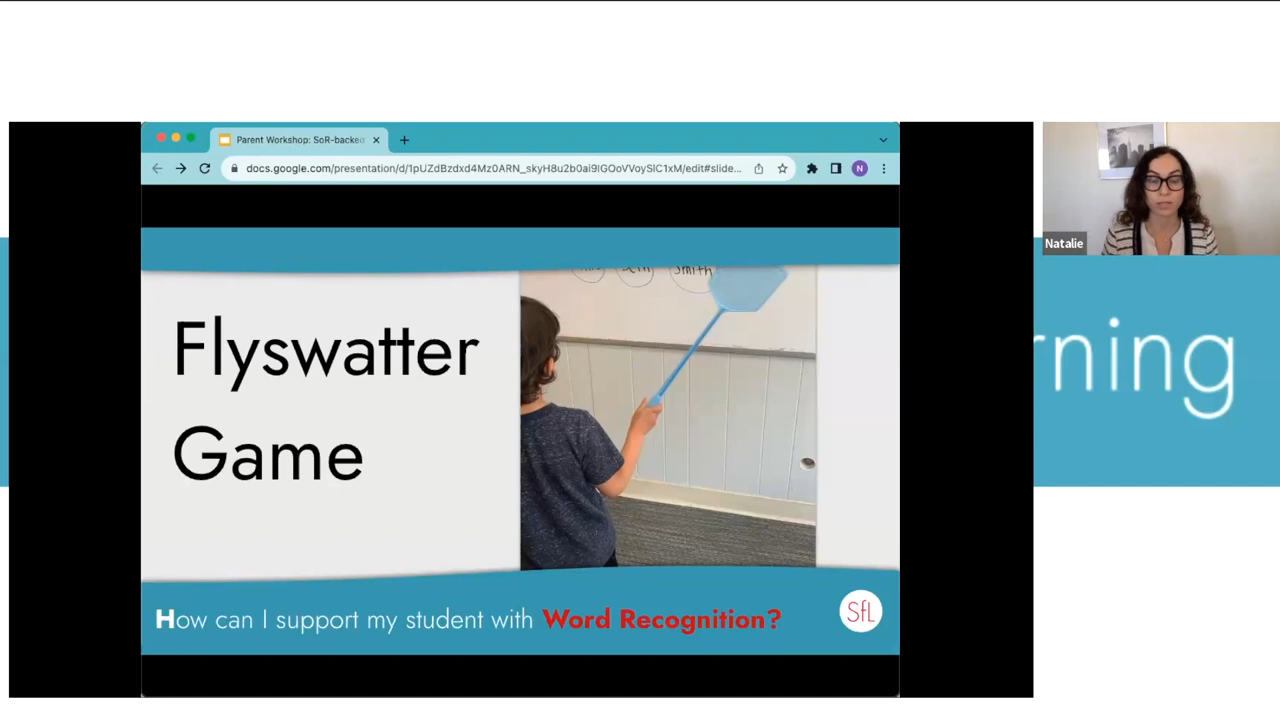 Parent Workshop: SoR-backed
docs.google.com/presentation/d/1pUZdBzdxd4Mz0ARN_skyH8u2b0ai9IGOoVVoySlC1xM/edit#slide...
N
Natalie
smith
Flyswatter
Game
rning
How can I support my student with Word Recognition?
SfL